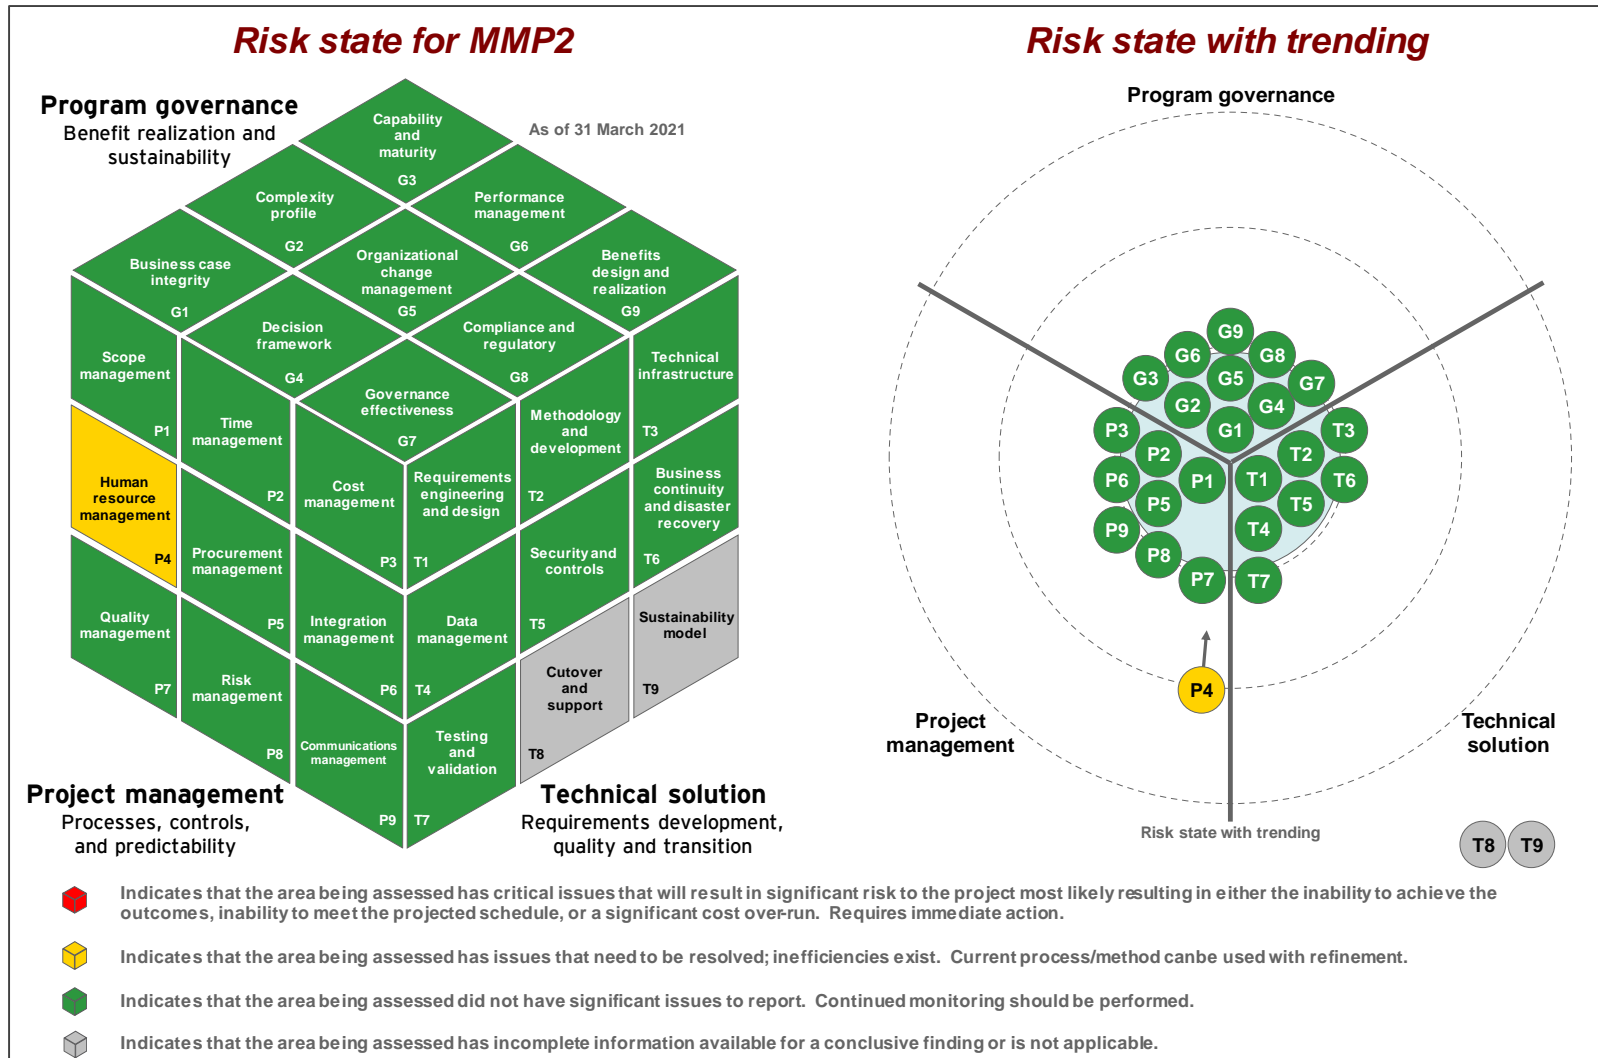 Risk state for MMP2
Risk state with trending
Program governance
Benefit realization and
sustainability
As of 31 March 2021
Capability
and
maturity
G3
Complexity
profile
G2
Performance
management
G6
Business case
integrity
G1
Organizational
change
management
G5
Benefits
design and
realization
G9
Decision
framework
G4
Compliance and
regulatory
G8
Governance
effectiveness
G7
Scope
management
P1
Time
management
P2
Cost
management
P3
Human
resource
management
P4
Procurement
management
P5
Integration
management
P6
Quality
management
P7
Risk
management
P8
Communications
management
P9
Requirements
engineering
and design
T1
Methodology
and
development
T2
Technical
infrastructure
T3
Data
management
T4
Security and
controls
T5
Business
continuity
and disaster
recovery
T6
Testing
and
validation
T7
Cutover
and
support
T8
Sustainability
model
T9
Project management
Processes, controls,
and predictability
Technical solution
Requirements development,
quality and transition
Program governance
G9
G6
G8
G3
G5
G7
G2
G4
G1
P3
P2
P6
P1
P5
P9
P8
P7
T3
T2
T1
T6
T5
T4
T7
P4
Project
management
Technical
solution
Risk state with trending
T8
T9
Indicates that the area being assessed has critical issues that will result in significant risk to the project most likely resulting in either the inability to achieve the
outcomes, inability to meet the projected schedule, or a significant cost over-run. Requires immediate action.
Indicates that the area being assessed has issues that need to be resolved; inefficiencies exist. Current process/method canbe used with refinement.
Indicates that the area being assessed did not have significant issues to report. Continued monitoring should be performed.
Indicates that the area being assessed has incomplete information available for a conclusive finding or is not applicable.